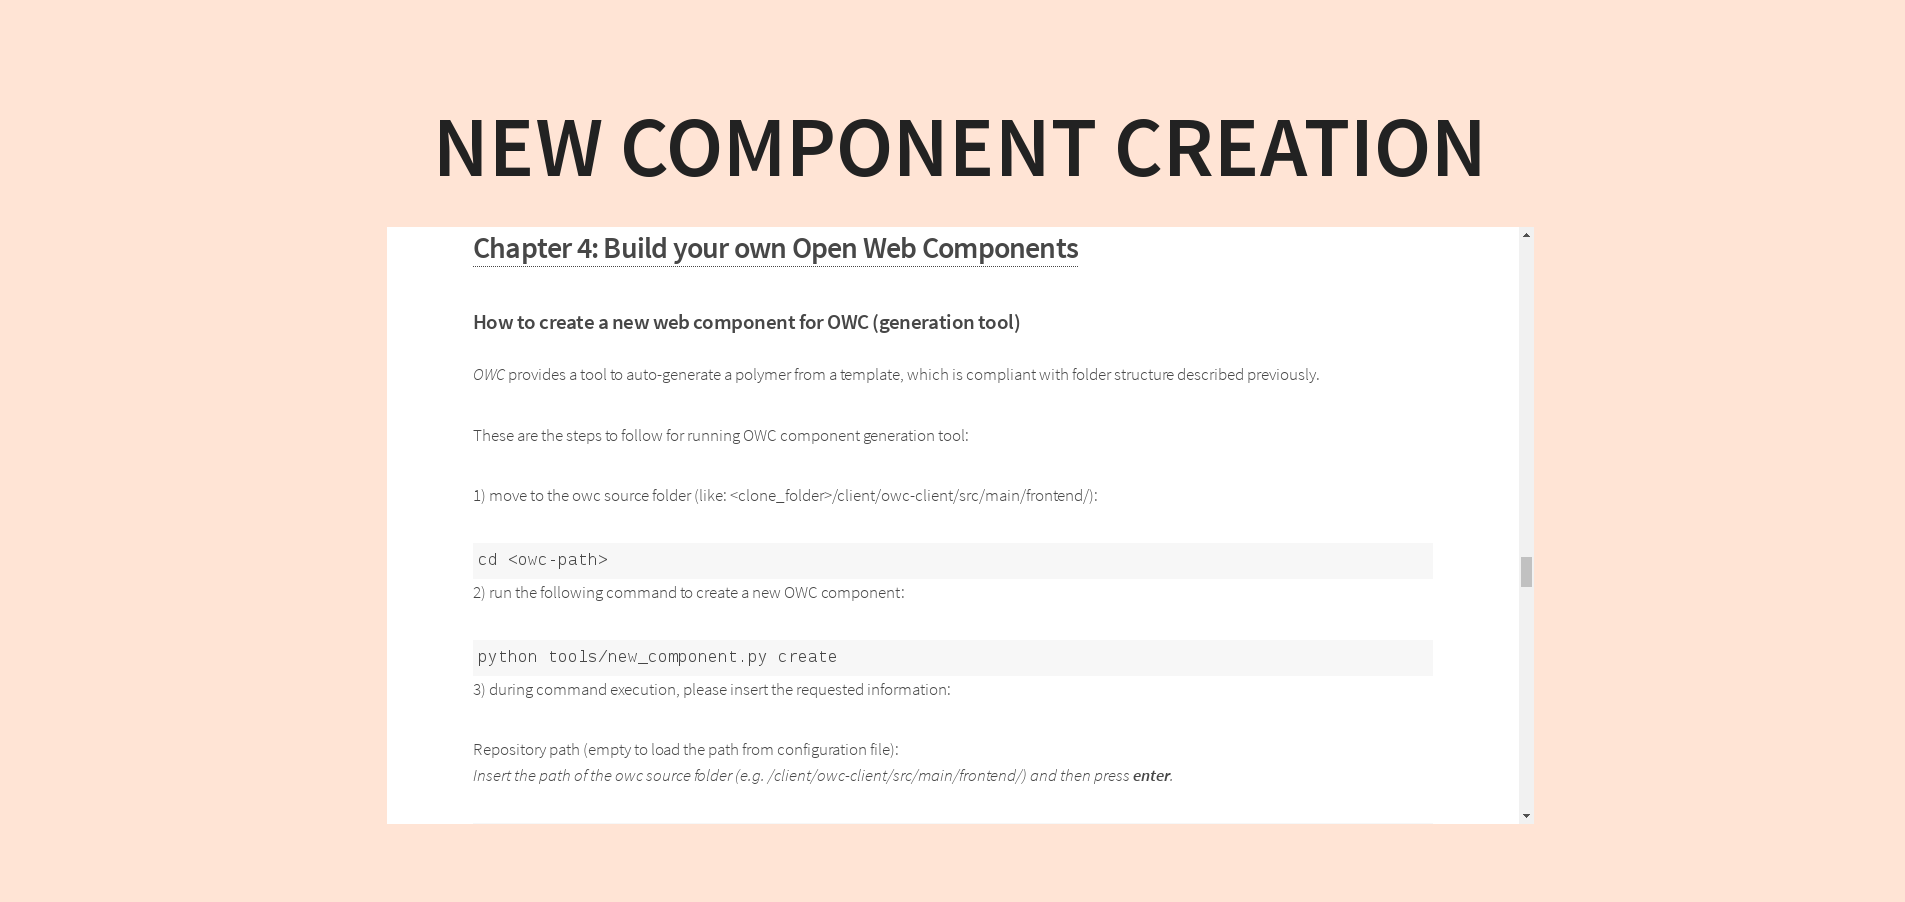 NEW COMPONENT CREATION
Chapter 4: Build your own Open Web Components
How to create a new web component for OWC (generation tool)
OWC provides a tool to auto-generate a polymer from a template, which is compliant with folder structure described previously.
These are the steps to follow for running OWC component generation tool:
1) move to the owc source folder (like: <clone_folder>/client/owc-client/src/main/frontend/):
cd <owc-path>
2) run the following command to create a new OWC component:
python tools/new_component.py create
3) during command execution, please insert the requested information:
Repository path (empty to load the path from configuration file):
Insert the path of the owc source folder (e.g. /client/owc-client/src/main/frontend/) and then press enter.